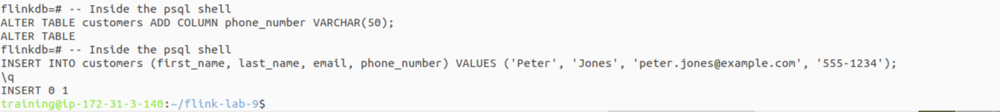 flinkdb=# -- Inside the psql shell
ALTER TABLE customers ADD COLUMN phone_number VARCHAR(50);
ALTER TABLE
flinkdb=# -- Inside the psql shell
INSERT INTO customers (first_name, last_name, email, phone_number) VALUES ('Peter', 'Jones', 'peter.jones@example.com', '555-1234');
\q
INSERT 0 1
training@ip-172-31-3-140:~/flink-lab-9$